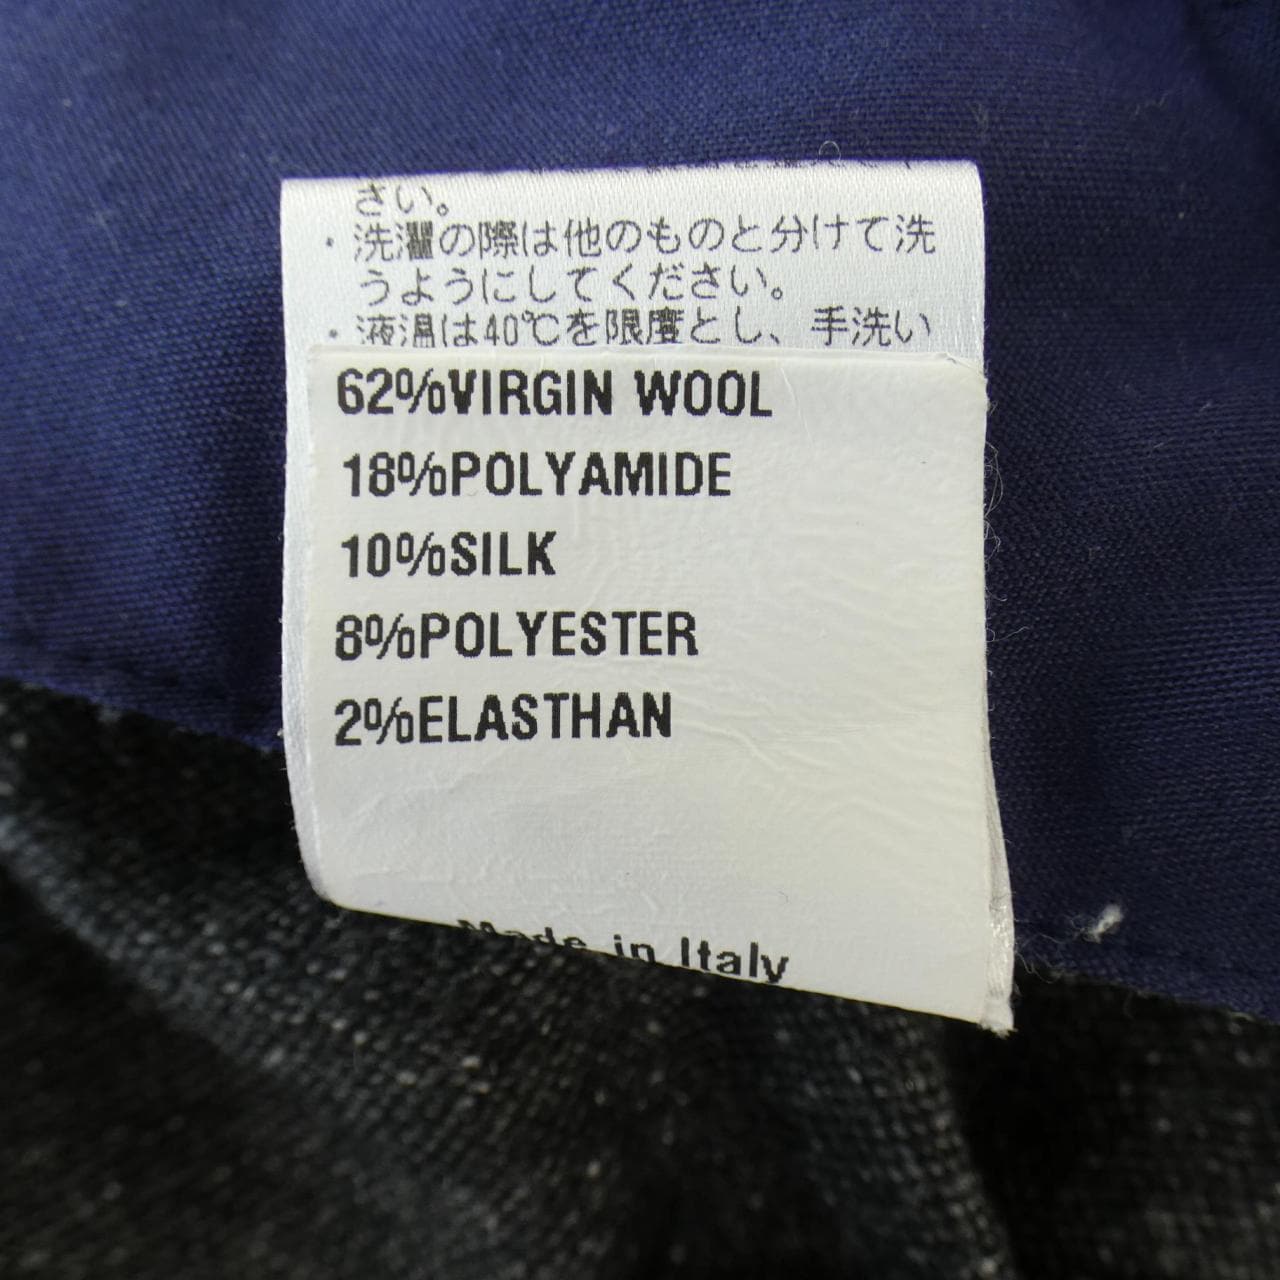 さい。
・洗濯の際は他のものと分けて洗
うようにしてください。
・液温は40℃を限度とし、手洗い
62%VIRGIN WOOL
18%POLYAMIDE
10%SILK
8%POLYESTER
2%ELASTHAN
Made in Italy